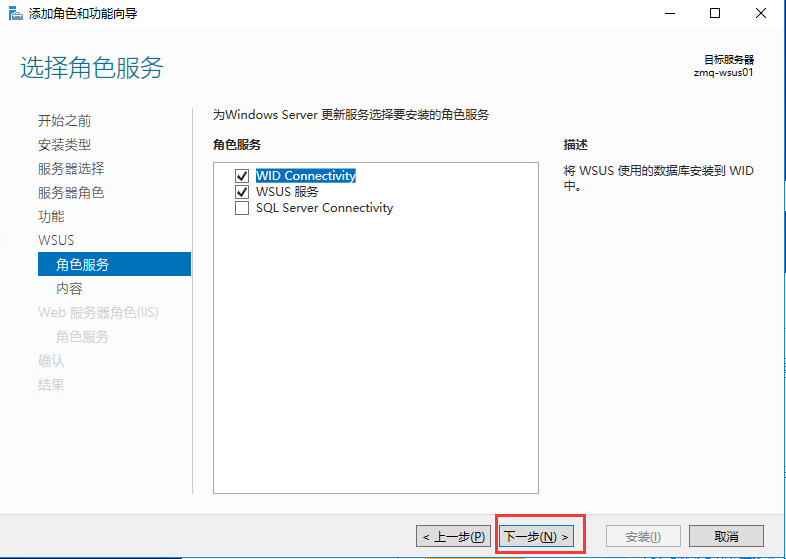 添加角色和功能向导
选择角色服务
目标服务器
zmq-wsus01
开始之前
安装类型
服务器选择
服务器角色
功能
WSUS
角色服务
内容
Web 服务器角色(IIS)
角色服务
确认
结果
为Windows Server 更新服务选择要安装的角色服务
角色服务
WID Connectivity
WSUS 服务
SQL Server Connectivity
描述
将 WSUS 使用的数据库安装到 WID
中。
< 上一步(P)
下一步(N) >
安装(I)
取消